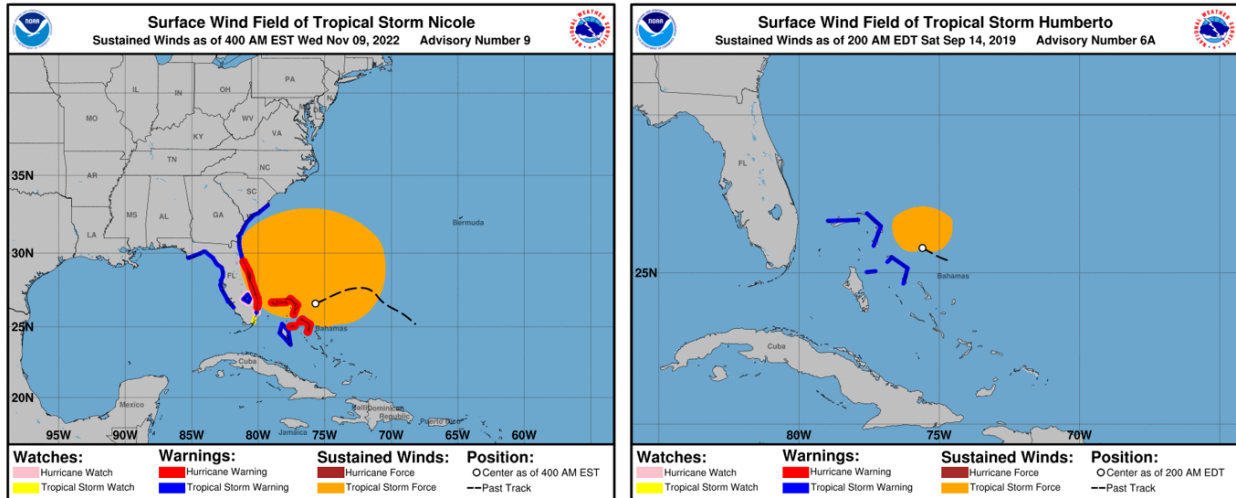 NOAA
Surface Wind Field of Tropical Storm Nicole
Sustained Winds as of 400 AM EST Wed Nov 09, 2022 Advisory Number 9
PA
IL
IN
OH
MO
WV
KY
VA
TN
NC
35N
AR
SC
MS
AL
GA
Bermuda
LA
30N
FL
25N
Bahamas
Cuba
20N
Mexico
Haiti
Dominican
Republic
Puerto Rico
Jamaica
95W 90W 85W 80W 75W 70W 65W 60W
Watches: Warnings: Sustained Winds: Position:
Hurricane Watch Hurricane Warning Hurricane Force Center as of 400 AM EST
Tropical Storm Watch Tropical Storm Warning Tropical Storm Force Past Track
NOAA
Surface Wind Field of Tropical Storm Humberto
Sustained Winds as of 200 AM EDT Sat Sep 14, 2019 Advisory Number 6A
FL
25N
Bahamas
Cuba
80W 75W 70W
Watches: Warnings: Sustained Winds: Position:
Hurricane Watch Hurricane Warning Hurricane Force Center as of 200 AM EDT
Tropical Storm Watch Tropical Storm Warning Tropical Storm Force Past Track